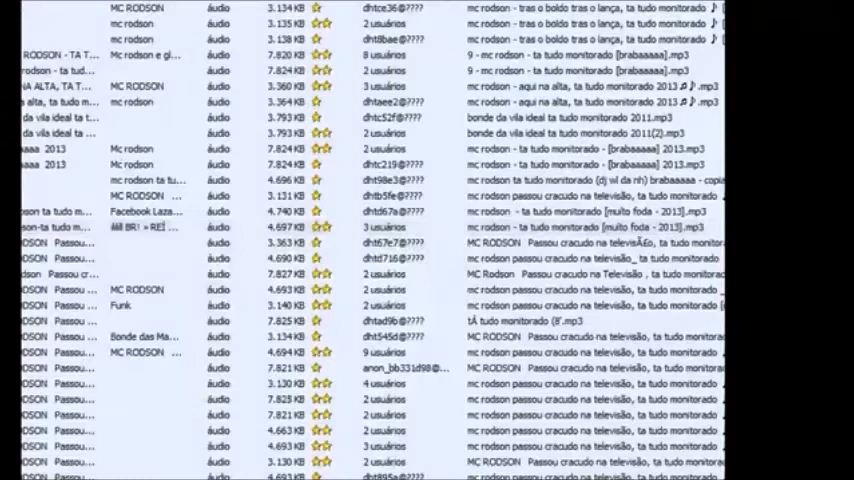 MC RODSON áudio 3.134 KB dhtce36@???? mc rodson - tras o boldo tras o lança, ta tudo monitorado ♪
mc rodson áudio 3.135 KB 2 usuários mc rodson - tras o boldo tras o lança, ta tudo monitorado ♪
mc rodson áudio 3.138 KB dht8bae@???? mc rodson - tras o boldo tras o lança, ta tudo monitorado ♪ [
RODSON - TA T... Mc rodson e gl... áudio 7.820 KB 8 usuários 9 - mc rodson - ta tudo monitorado [brabaaaaa].mp3
rodson - ta tud... áudio 7.824 KB 2 usuários 9 - mc rodson - ta tudo monitorado [brabaaaaa].mp3
NA ALTA, TA T... MC RODSON áudio 3.360 KB 3 usuários mc rodson - aqui na alta, ta tudo monitorado 2013 ♫ ♪.mp3
a alta, ta tudo m... mc rodson áudio 3.364 KB dhtaee2@???? mc rodson - aqui na alta, ta tudo monitorado 2013 ♫ ♪.mp3
da vila ideal ta t... áudio 3.793 KB dhtc52f@???? bonde da vila ideal ta tudo monitorado 2011.mp3
da vila ideal ta ... áudio 3.793 KB 2 usuários bonde da vila ideal ta tudo monitorado 2011(2).mp3
aaaa 2013 Mc rodson áudio 7.824 KB 2 usuários mc rodson - ta tudo monitorado - [brabaaaaa] 2013.mp3
aaaa 2013 Mc rodson áudio 7.824 KB dhtc219@???? mc rodson - ta tudo monitorado - [brabaaaaa] 2013.mp3
mc rodson ta tu... áudio 4.696 KB dht98e3@???? mc rodson ta tudo monitorado (dj wl da nh) brabaaaaa - copia
MC RODSON ... áudio 3.131 KB dhtb5fe@???? mc rodson passou cracudo na televisão, ta tudo monitorado
son ta tudo m... Facebook Laza... áudio 4.740 KB dhtd67a@???? mc rodson - ta tudo monitorado [muito foda - 2013].mp3
son-ta tudo m... BR! » REÍ ... áudio 4.697 KB 3 usuários mc rodson - ta tudo monitorado [muito foda - 2013].mp3
ODSON Passou... áudio 3.363 KB dht67e7@???? MC RODSON Passou cracudo na televisÃ£o, ta tudo monitora
ODSON Passou... áudio 4.690 KB dhtd716@???? mc rodson passou cracudo na televisão_ ta tudo monitorado
dson Passou cr... áudio 7.827 KB 2 usuários MC Rodson Passou cracudo na Televisão , ta tudo monitorad
ODSON Passou... MC RODSON áudio 4.693 KB 2 usuários MC RODSON Passou cracudo na televisão, ta tudo monitorado _
ODSON Passou ... Funk áudio 3.140 KB 2 usuários MC RODSON Passou cracudo na televisão, ta tudo monitorado [
ODSON Passou ... áudio 7.825 KB dhtad9b@???? tÁ tudo monitorado (8'.mp3
ODSON Passou ... Bonde das Ma... áudio 3.134 KB dht545d@???? MC RODSON Passou cracudo na televisão, ta tudo monitorado
ODSON Passou ... MC RODSON ... áudio 4.694 KB 9 usuários MC RODSON Passou cracudo na televisão, ta tudo monitorado
ODSON Passou... áudio 7.821 KB anon_bb331d98@... mc rodson passou cracudo na televisão, ta tudo monitorado
ODSON Passou... áudio 3.130 KB 4 usuários mc rodson passou cracudo na televisão, ta tudo monitorado
ODSON Passou... áudio 7.825 KB 2 usuários mc rodson passou cracudo na televisão, ta tudo monitorado
ODSON Passou... áudio 7.821 KB 2 usuários mc rodson passou cracudo na televisão, ta tudo monitorado
ODSON Passou... áudio 4.663 KB 2 usuários mc rodson passou cracudo na televisão, ta tudo monitorado
ODSON Passou... áudio 4.693 KB 3 usuários mc rodson passou cracudo na televisão, ta tudo monitorado
ODSON Passou... áudio 3.130 KB 2 usuários MC RODSON Passou cracudo na televisão, ta tudo monitorado
ODSON Passou... áudio 4.693 KB dht895a@???? mc rodson passou cracudo na televisão, ta tudo monitorado